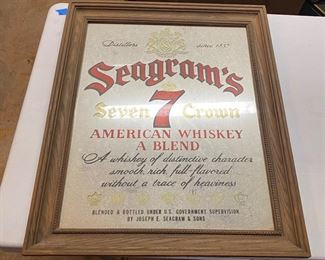 Distillers since 1857
Seagram's
7
Seven Crown
AMERICAN WHISKEY
A BLEND
A whiskey of distinctive character
smooth, rich, full-flavored
without a trace of heaviness
BLENDED & BOTTLED UNDER U.S. GOVERNMENT SUPERVISION
BY JOSEPH E. SEAGRAM & SONS